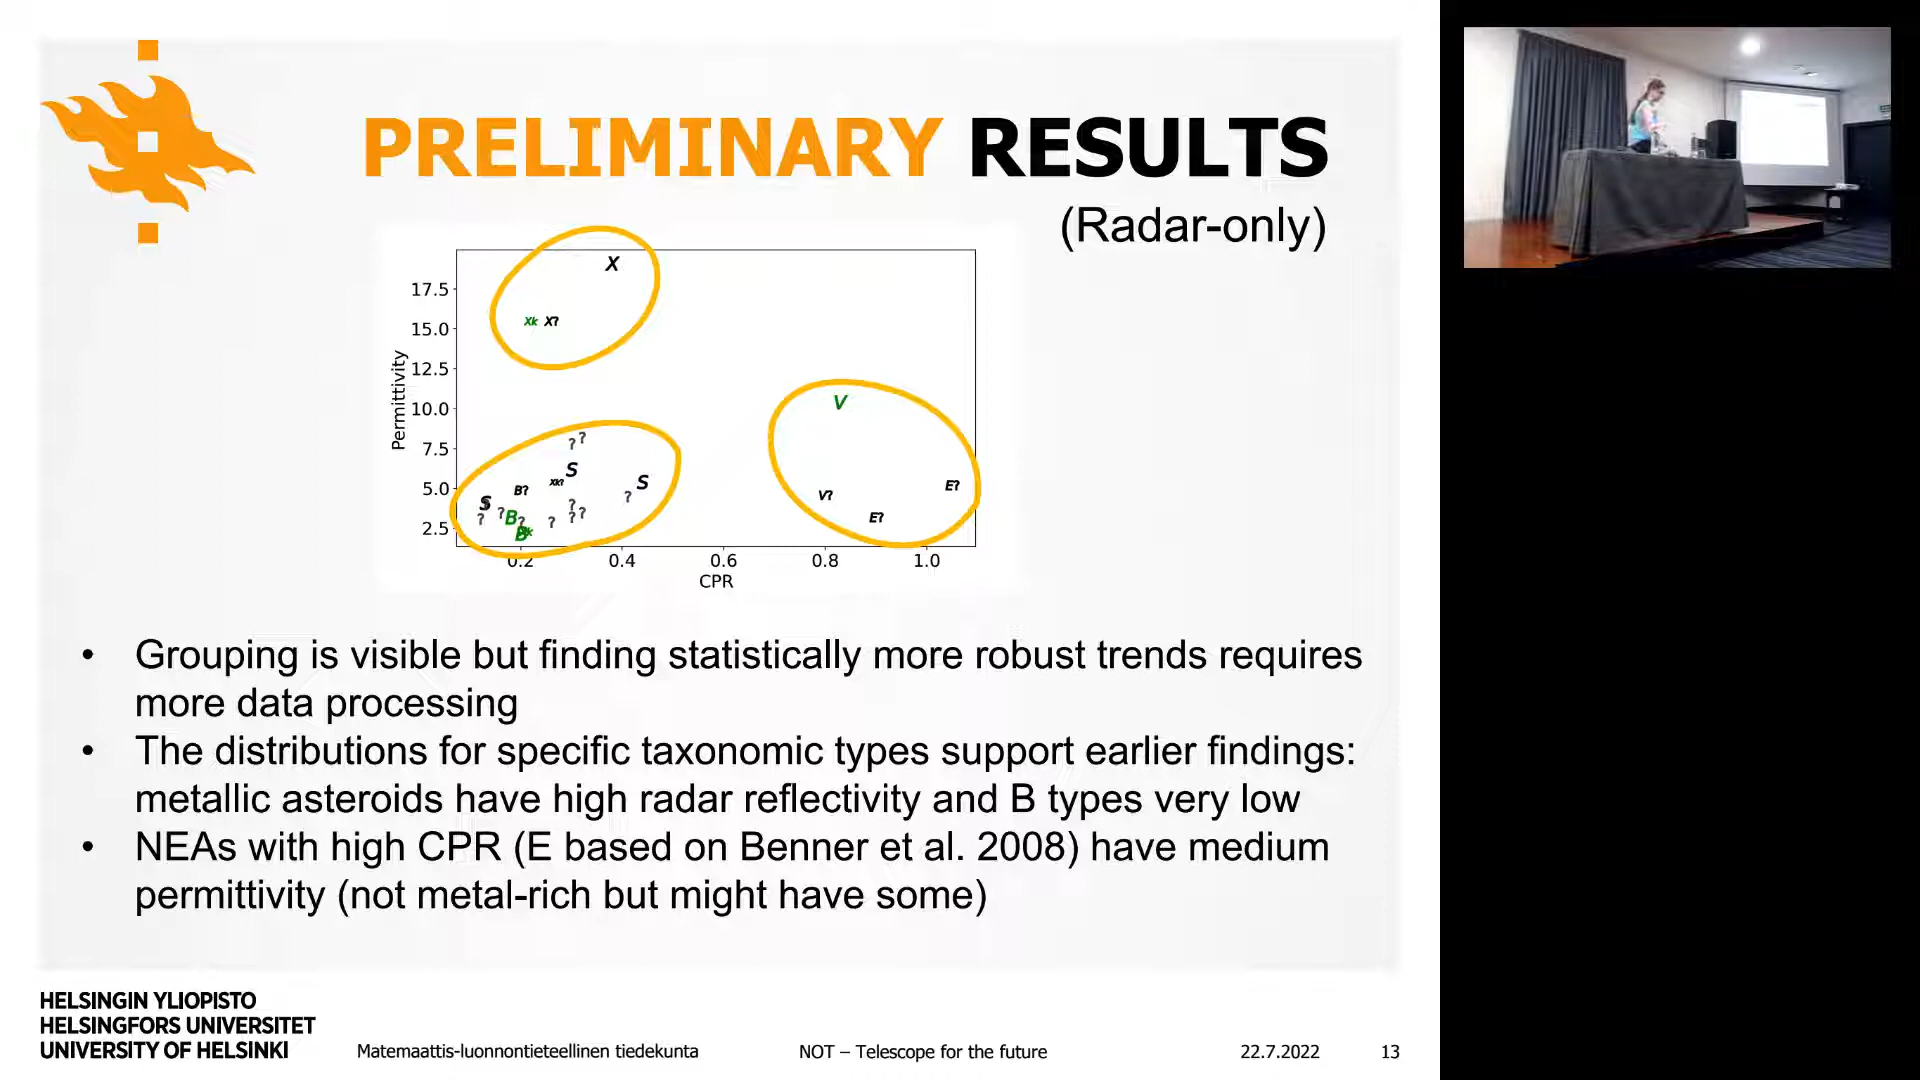 PRELIMINARY RESULTS
(Radar-only)
X
17.5
Xk X?
15.0
12.5
Permittivity
V
10.0
? ?
7.5
S
Xk?
S
E?
B?
5.0
?
V?
S
?
?
B
?
?
?
?
?
E?
2.5
B
0.2 0.4 0.6 0.8 1.0
CPR
• Grouping is visible but finding statistically more robust trends requires
more data processing
• The distributions for specific taxonomic types support earlier findings:
metallic asteroids have high radar reflectivity and B types very low
• NEAs with high CPR (E based on Benner et al. 2008) have medium
permittivity (not metal-rich but might have some)
HELSINGIN YLIOPISTO
HELSINGFORS UNIVERSITET
UNIVERSITY OF HELSINKI
Matemaattis-luonnontieteellinen tiedekunta
NOT – Telescope for the future
22.7.2022
13